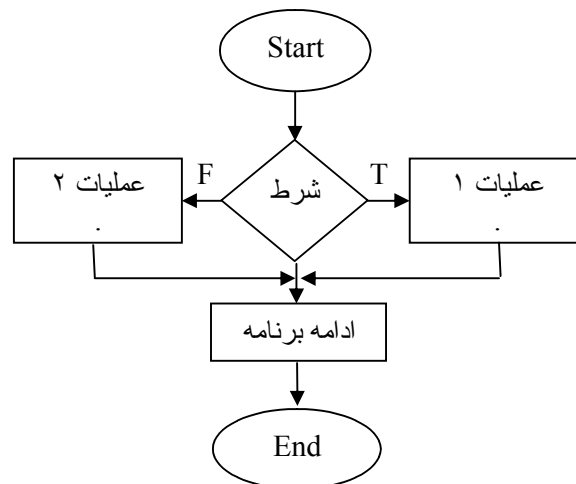 Start
شرط
T
F
عملیات ۱
.
عملیات ۲
.
ادامه برنامه
End